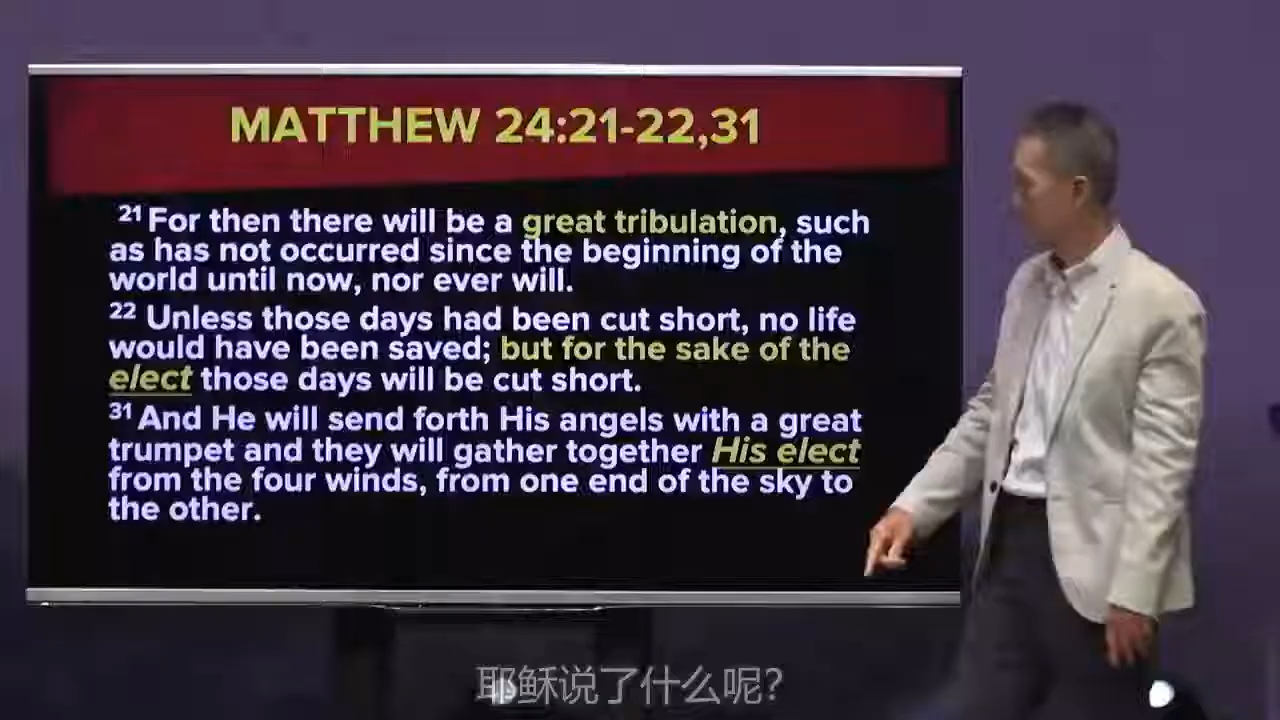 MATTHEW 24:21-22,31
21 For then there will be a great tribulation, such
as has not occurred since the beginning of the
world until now, nor ever will.
22 Unless those days had been cut short, no life
would have been saved; but for the sake of the
elect those days will be cut short.
31 And He will send forth His angels with a great
trumpet and they will gather together His elect
from the four winds, from one end of the sky to
the other.
耶稣说了什么呢?